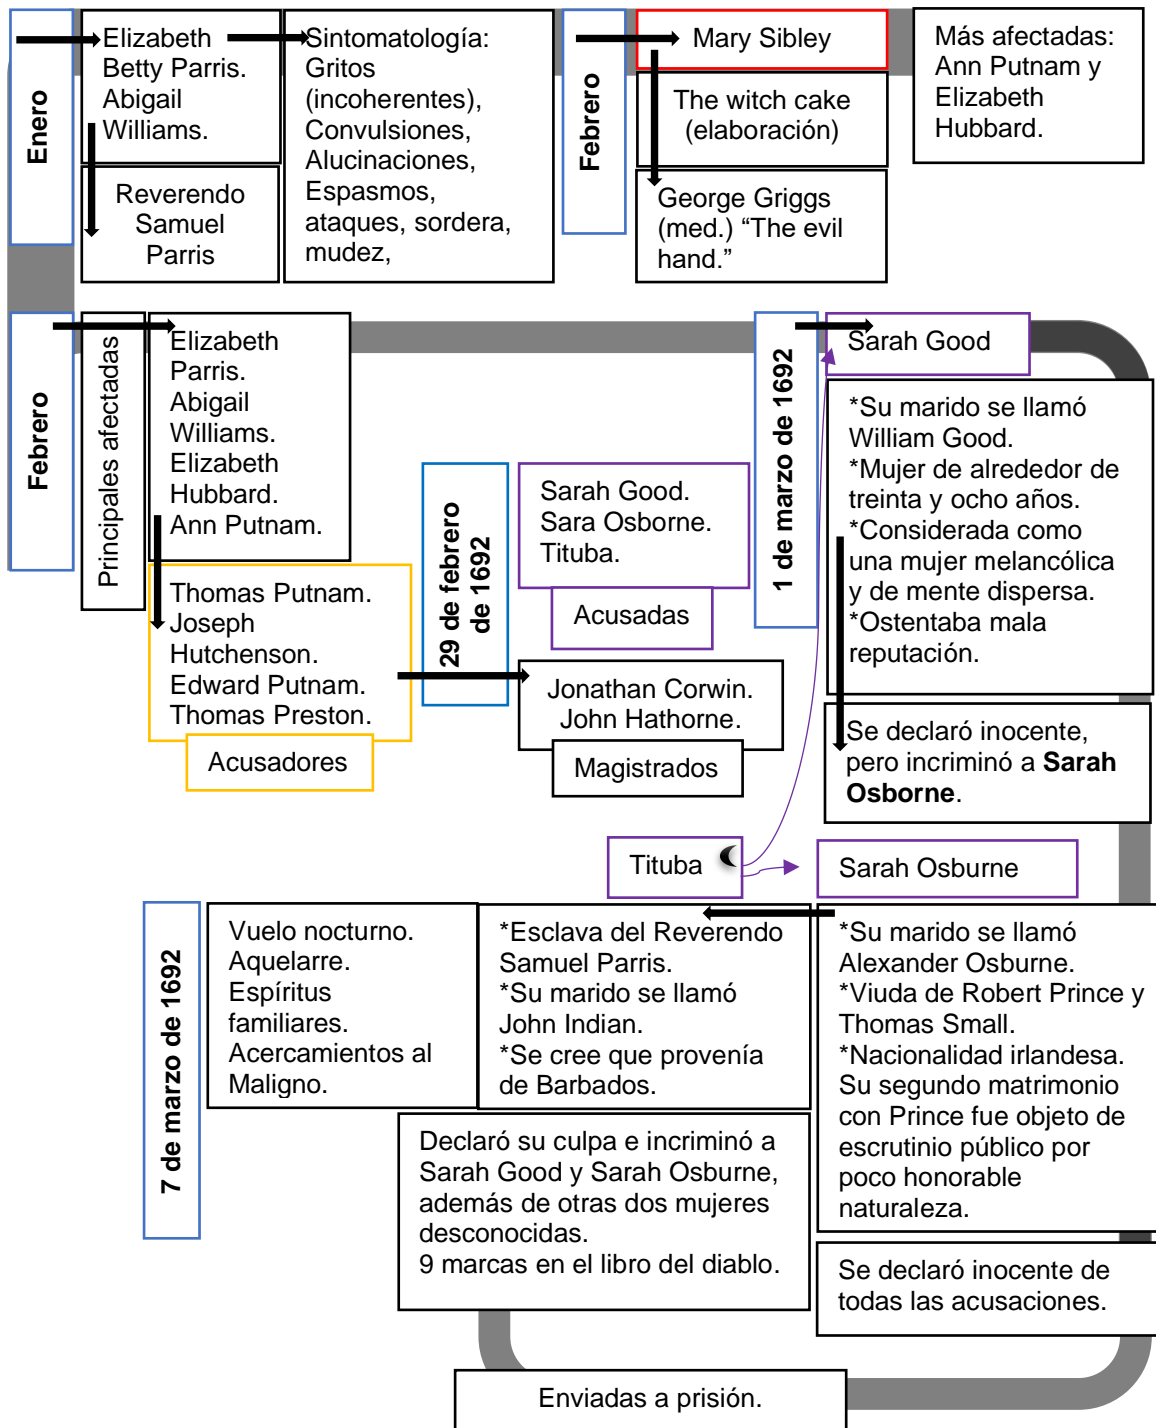 Enero
Elizabeth
Betty Parris.
Abigail
Williams.
Reverendo
Samuel
Parris
Sintomatología:
Gritos
(incoherentes),
Convulsiones,
Alucinaciones,
Espasmos,
ataques, sordera,
mudez,
Febrero
Mary Sibley
The witch cake
(elaboración)
George Griggs
(med.) “The evil
hand.”
Más afectadas:
Ann Putnam y
Elizabeth
Hubbard.
Febrero
Principales afectadas
Elizabeth
Parris.
Abigail
Williams.
Elizabeth
Hubbard.
Ann Putnam.
Thomas Putnam.
Joseph
Hutchenson.
Edward Putnam.
Thomas Preston.
Acusadores
29 de febrero
de 1692
Sarah Good.
Sara Osborne.
Tituba.
Acusadas
Jonathan Corwin.
John Hathorne.
Magistrados
1 de marzo de 1692
Sarah Good
*Su marido se llamó
William Good.
*Mujer de alrededor de
treinta y ocho años.
*Considerada como
una mujer melancólica
y de mente dispersa.
*Ostentaba mala
reputación.
Se declaró inocente,
pero incriminó a Sarah
Osborne.
Tituba
Sarah Osburne
7 de marzo de 1692
Vuelo nocturno.
Aquelarre.
Espíritus
familiares.
Acercamientos al
Maligno.
*Esclava del Reverendo
Samuel Parris.
*Su marido se llamó
John Indian.
*Se cree que provenía
de Barbados.
*Su marido se llamó
Alexander Osburne.
*Viuda de Robert Prince y
Thomas Small.
*Nacionalidad irlandesa.
Su segundo matrimonio
con Prince fue objeto de
escrutinio público por
poco honorable
naturaleza.
Declaró su culpa e incriminó a
Sarah Good y Sarah Osburne,
además de otras dos mujeres
desconocidas.
9 marcas en el libro del diablo.
Se declaró inocente de
todas las acusaciones.
Enviadas a prisión.